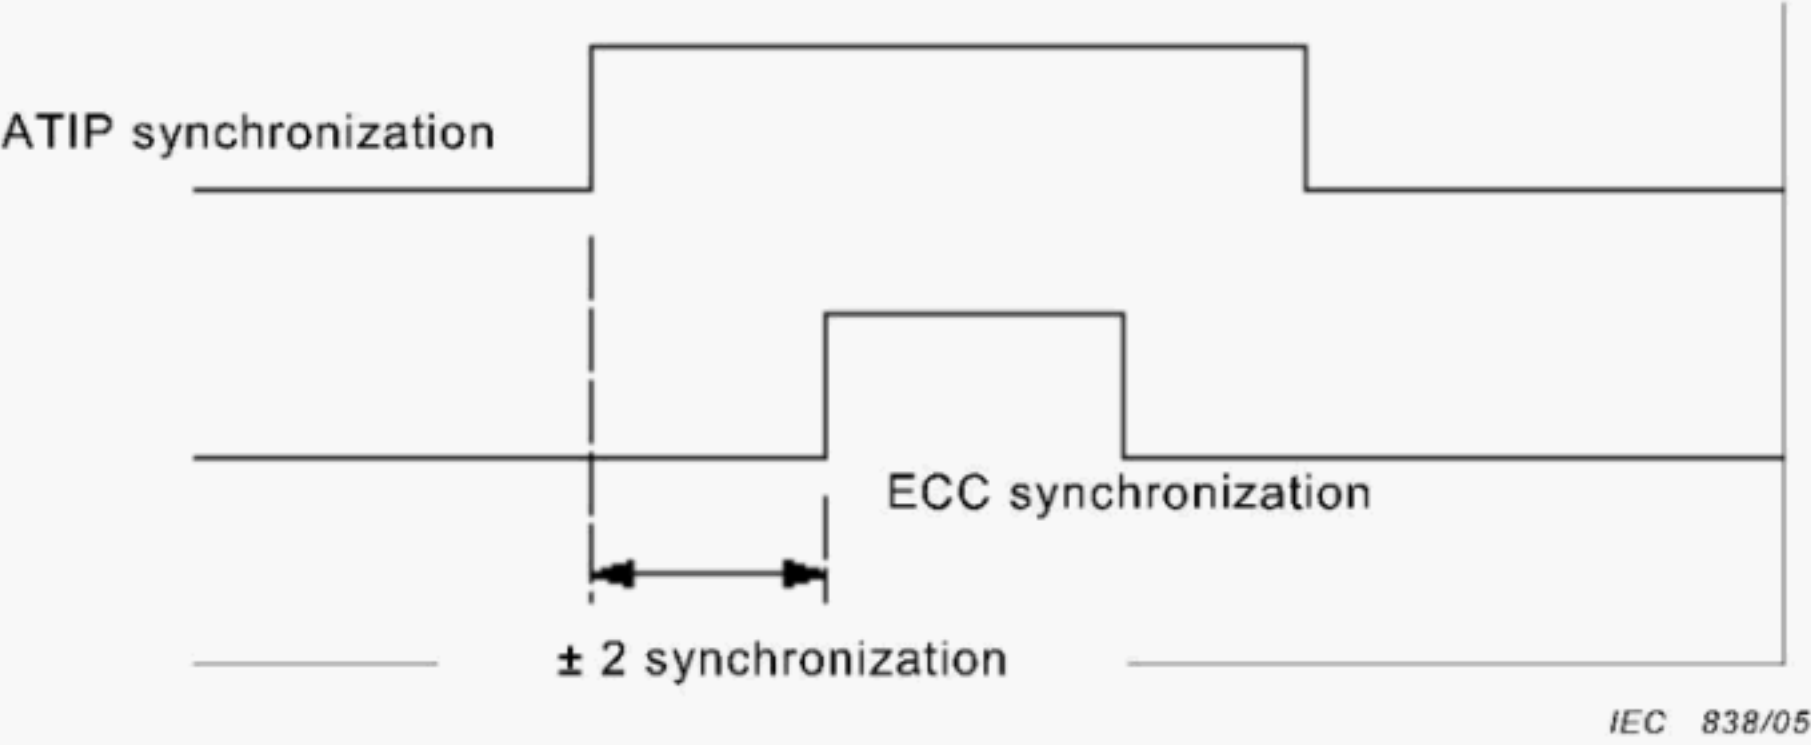 ATIP synchronization
ECC synchronization
± 2 synchronization
IEC 838/05